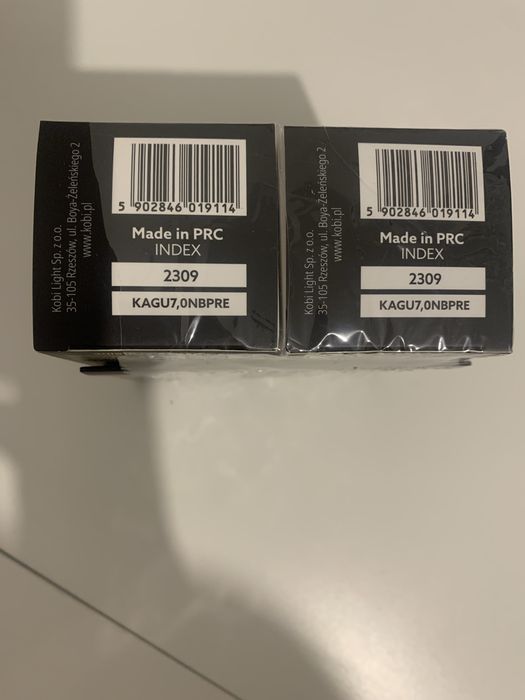 Kobi Light Sp. z o.o.
35-105 Rzeszów, ul. Boya-Żeleńskiego 2
www.kobi.pl
5 902846 019114
Made in PRC
INDEX
2309
KAGU7,0NBPRE
Kobi Light Sp. z o.o.
35-105 Rzeszów, ul. Boya-Żeleńskiego 2
www.kobi.pl
5 902846 019114
Made in PRC
INDEX
2309
KAGU7,0NBPRE